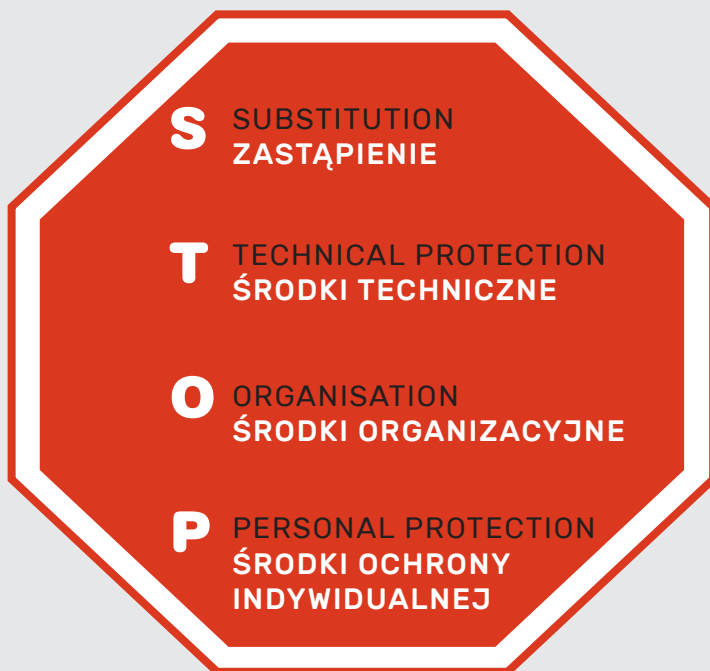 S SUBSTITUTION
ZASTĄPIENIE
T TECHNICAL PROTECTION
ŚRODKI TECHNICZNE
O ORGANISATION
ŚRODKI ORGANIZACYJNE
P PERSONAL PROTECTION
ŚRODKI OCHRONY
INDYWIDUALNEJ